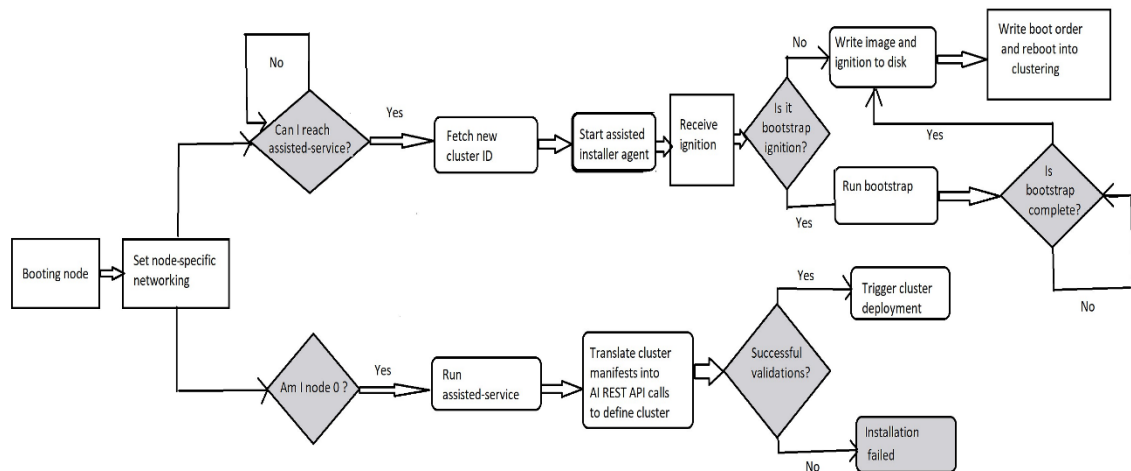 No
Can I reach
assisted-service?
Yes
Fetch new
cluster ID
Start assisted
installer agent
Receive
ignition
Is it
bootstrap
ignition?
No
Write image and
ignition to disk
Write boot order
and reboot into
clustering
Yes
Run bootstrap
Yes
Is
bootstrap
complete?
No
Booting node
Set node-specific
networking
Am I node 0 ?
Yes
Run
assisted-service
Translate cluster
manifests into
AI REST API calls
to define cluster
Successful
validations?
Yes
Trigger cluster
deployment
No
Installation
failed